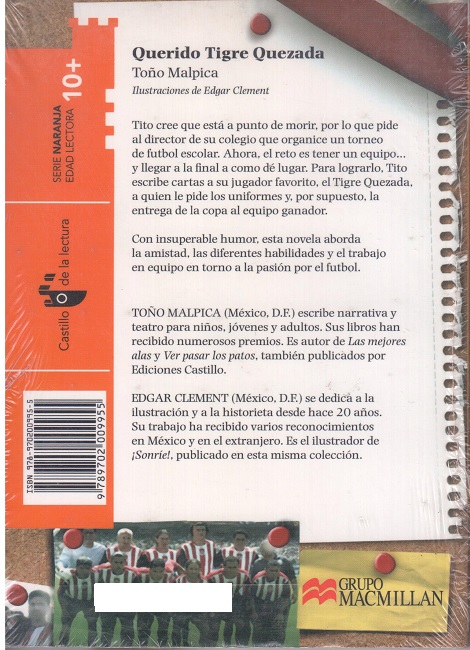 Querido Tigre Quezada
Toño Malpica
Ilustraciones de Edgar Clement
Tito cree que está a punto de morir, por lo que pide
al director de su colegio que organice un torneo
de futbol escolar. Ahora, el reto es tener un equipo...
y llegar a la final a como dé lugar. Para lograrlo, Tito
escribe cartas a su jugador favorito, el Tigre Quezada,
a quien le pide los uniformes y, por supuesto, la
entrega de la copa al equipo ganador.
Con insuperable humor, esta novela aborda
la amistad, las diferentes habilidades y el trabajo
en equipo en torno a la pasión por el futbol.
TOÑO MALPICA (México, D.F.) escribe narrativa y
teatro para niños, jóvenes y adultos. Sus libros han
recibido numerosos premios. Es autor de Las mejores
alas y Ver pasar los patos, también publicados por
Ediciones Castillo.
EDGAR CLEMENT (México, D.F.) se dedica a la
ilustración y a la historieta desde hace 20 años.
Su trabajo ha recibido varios reconocimientos
en México y en el extranjero. Es el ilustrador de
¡Sonríe!, publicado en esta misma colección.
SERIE NARANJA
EDAD LECTORA 10+
Castillo de la lectura
ISBN 978-970-20-0995-5
9 789702 009955
GRUPO
MACMILLAN